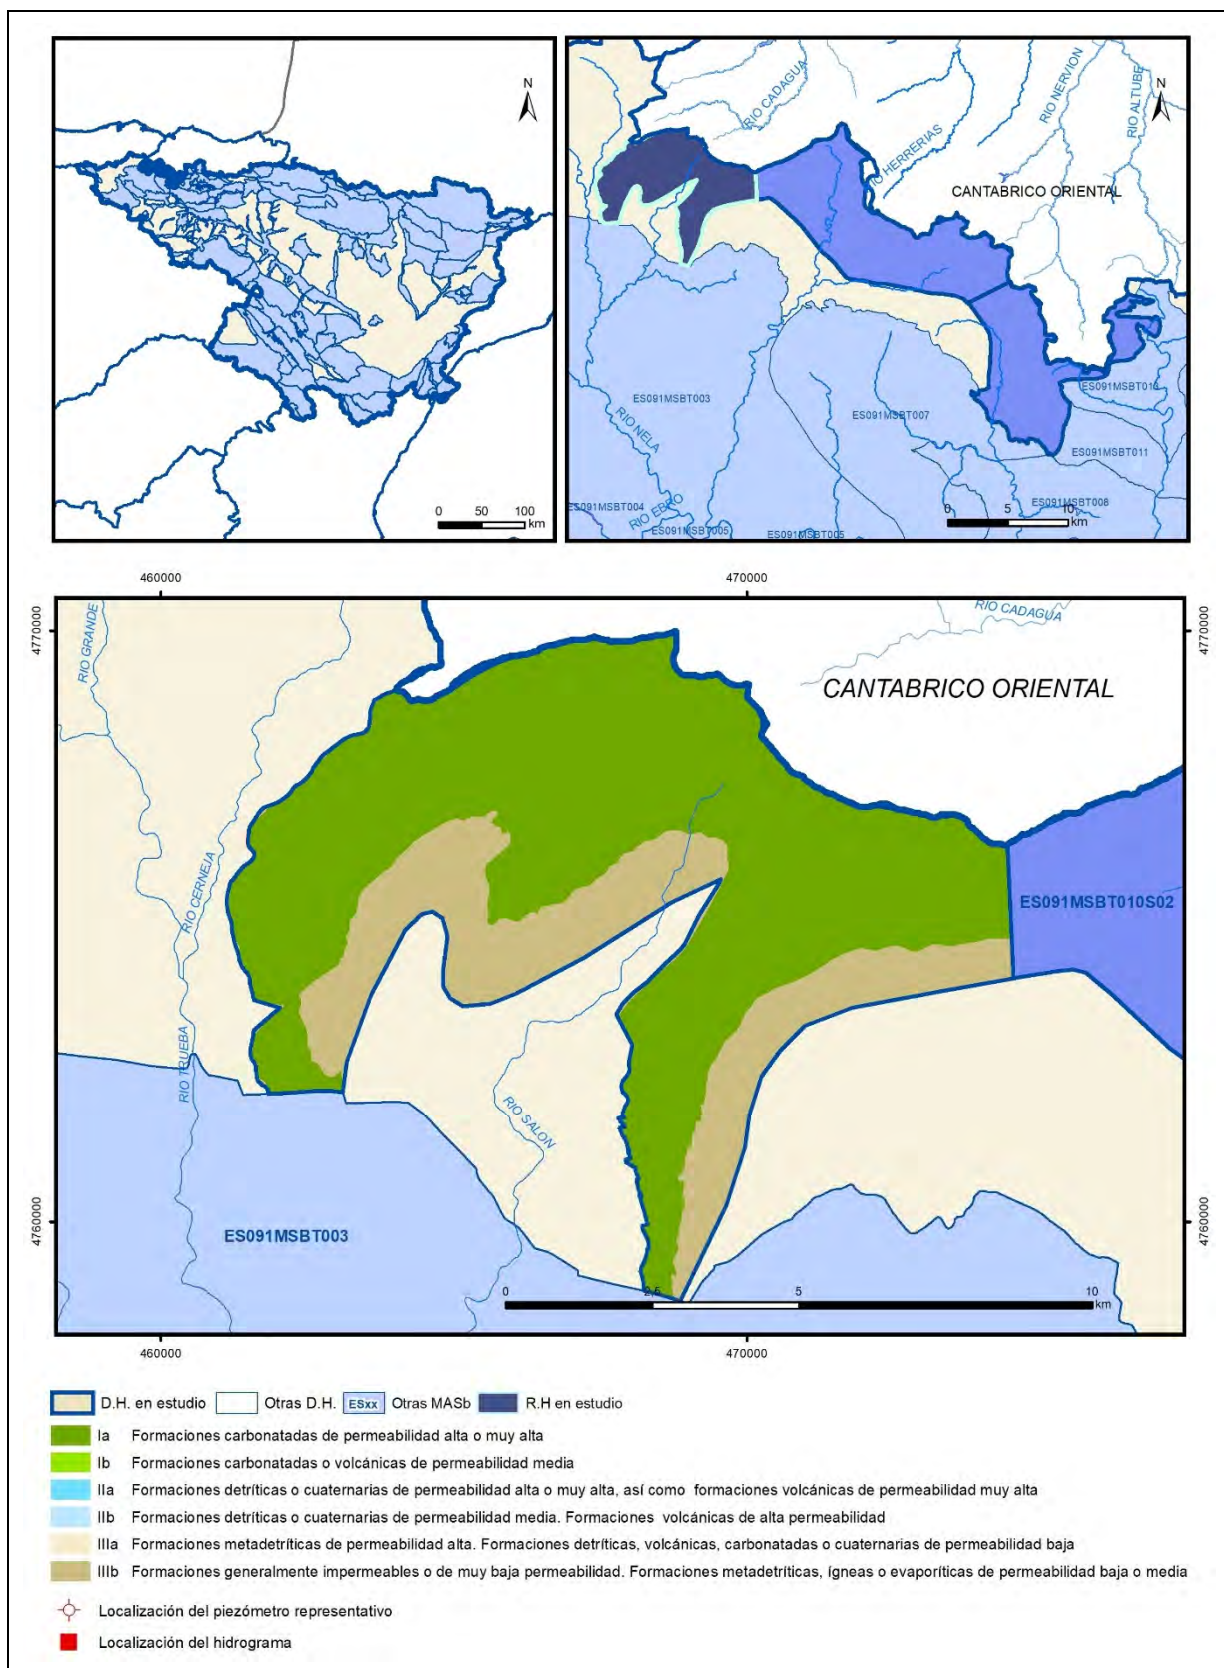 N
0 50 100
km
RIO CADAGUA
RIO NERVION
RIO ALTUBE
N
RIO HERRERIAS
CANTABRICO ORIENTAL
ES091MSBT003
ES091MSBT007
ES091MSBT011
RIO NELA
ES091MSBT004
RIO EBRO
ES091MSBT005
ES091MSBT005
ES091MSBT008
0 5 10
km
460000
470000
4770000
4770000
RIO GRANDE
RIO CADAGUA
CANTABRICO ORIENTAL
RIO CERNEJA
ES091MSBT010S02
RIO TRUEBA
RIO SALON
ES091MSBT003
4760000
4760000
0 2,5 5 10
km
460000
470000
D.H. en estudio Otras D.H. ESxx Otras MASb R.H en estudio
Ia Formaciones carbonatadas de permeabilidad alta o muy alta
Ib Formaciones carbonatadas o volcánicas de permeabilidad media
IIa Formaciones detríticas o cuaternarias de permeabilidad alta o muy alta, así como formaciones volcánicas de permeabilidad muy alta
IIb Formaciones detríticas o cuaternarias de permeabilidad media. Formaciones volcánicas de alta permeabilidad
IIIa Formaciones metadetríticas de permeabilidad alta. Formaciones detríticas, volcánicas, carbonatadas o cuaternarias de permeabilidad baja
IIIb Formaciones generalmente impermeables o de muy baja permeabilidad. Formaciones metadetríticas, ígneas o evaporíticas de permeabilidad baja o media
Localización del piezómetro representativo
Localización del hidrograma